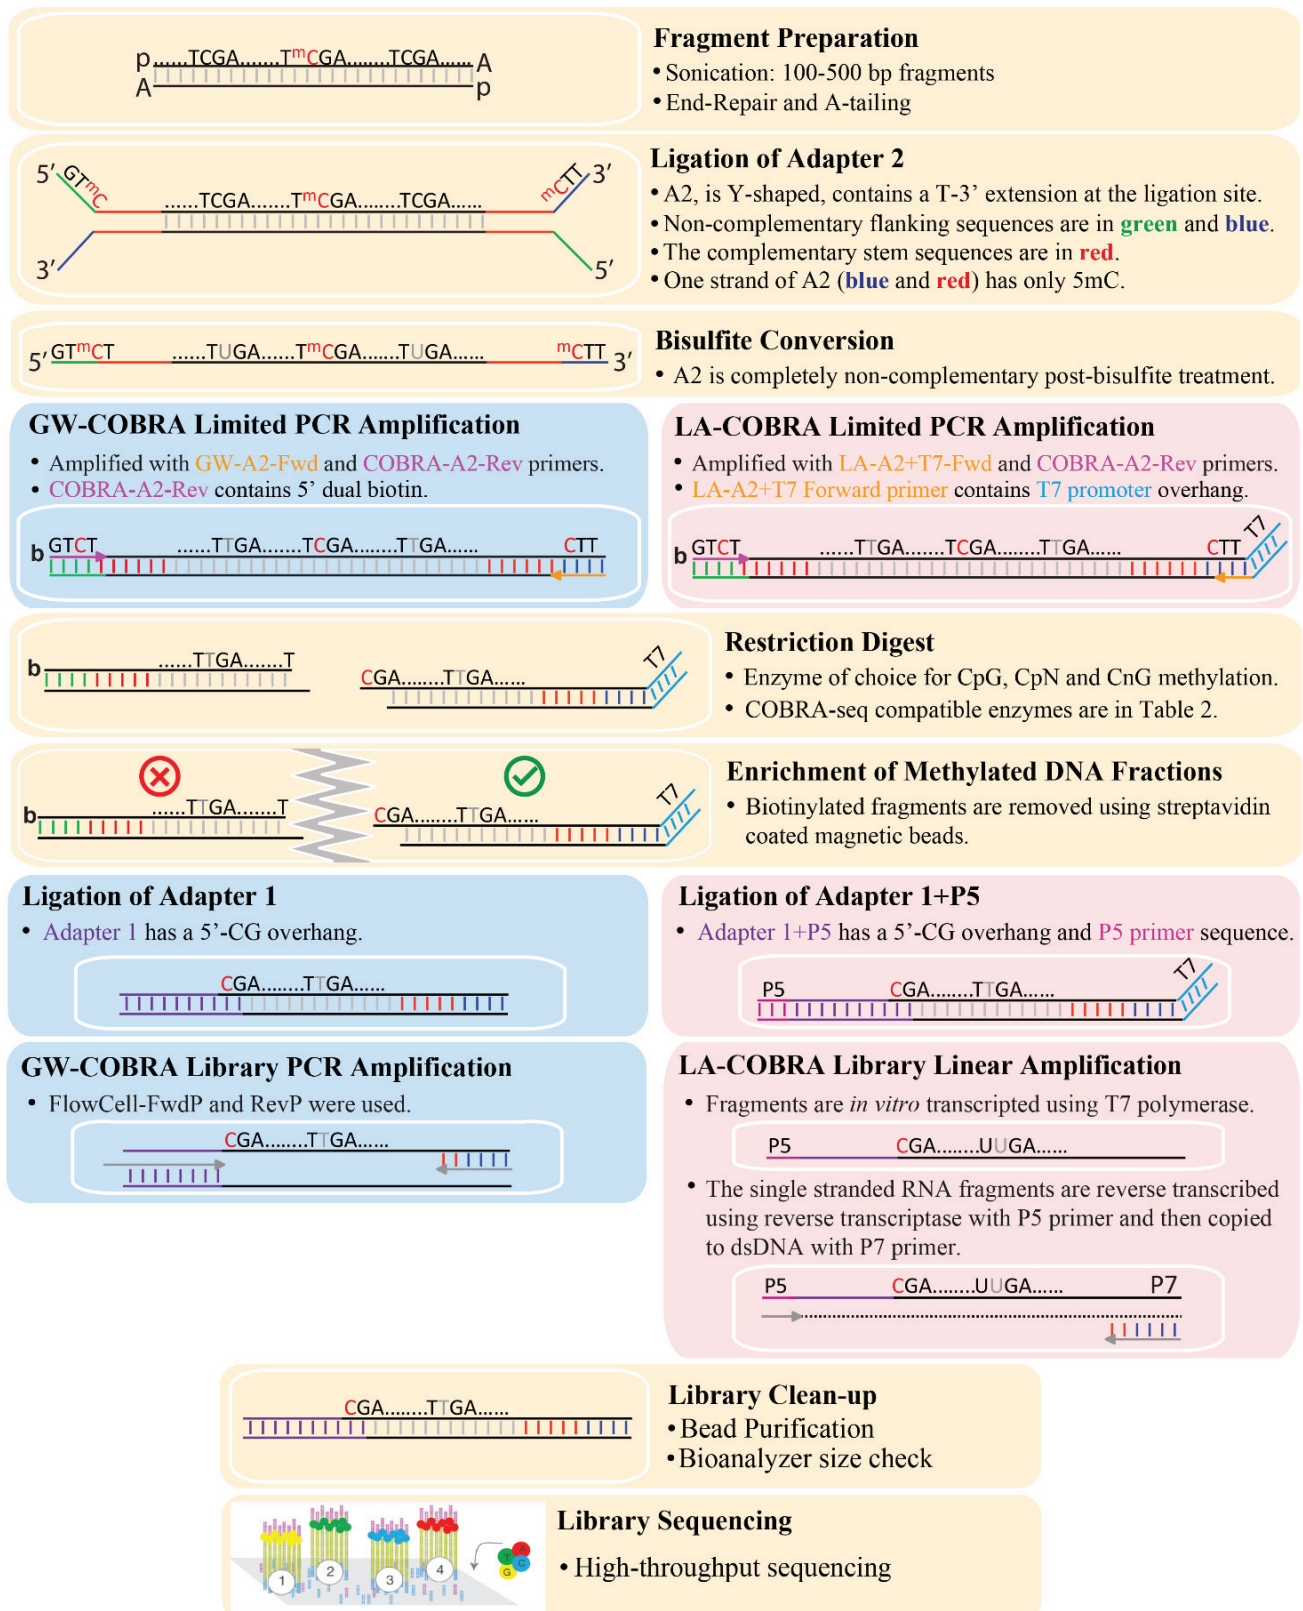 Fragment Preparation
p......TCGA......TmCGA........TCGA......A
A p
• Sonication: 100-500 bp fragments
• End-Repair and A-tailing
Ligation of Adapter 2
5′ GTmC ......TCGA......TmCGA........TCGA...... mCTT 3′
3′ 5′
• A2, is Y-shaped, contains a T-3’ extension at the ligation site.
• Non-complementary flanking sequences are in green and blue.
• The complementary stem sequences are in red.
• One strand of A2 (blue and red) has only 5mC.
Bisulfite Conversion
5′ GTmCT ......TUGA.......TmCGA........TUGA...... mCTT 3′
• A2 is completely non-complementary post-bisulfite treatment.
GW-COBRA Limited PCR Amplification
• Amplified with GW-A2-Fwd and COBRA-A2-Rev primers.
• COBRA-A2-Rev contains 5’ dual biotin.
b GTCT ......TTGA........TCGA........TTGA...... CTT
LA-COBRA Limited PCR Amplification
• Amplified with LA-A2+T7-Fwd and COBRA-A2-Rev primers.
• LA-A2+T7 Forward primer contains T7 promoter overhang.
b GTCT ......TTGA........TCGA........TTGA...... CTT T7
Restriction Digest
b ......TTGA........T CGA........TTGA...... T7
• Enzyme of choice for CpG, CpN and CnG methylation.
• COBRA-seq compatible enzymes are in Table 2.
Enrichment of Methylated DNA Fractions
b ......TTGA........T CGA........TTGA...... T7
• Biotinylated fragments are removed using streptavidin
coated magnetic beads.
Ligation of Adapter 1
• Adapter 1 has a 5’-CG overhang.
CGA........TTGA......
Ligation of Adapter 1+P5
• Adapter 1+P5 has a 5’-CG overhang and P5 primer sequence.
P5 CGA........TTGA...... T7
GW-COBRA Library PCR Amplification
• FlowCell-FwdP and RevP were used.
CGA........TTGA......
LA-COBRA Library Linear Amplification
• Fragments are in vitro transcribed using T7 polymerase.
P5 CGA........UUGA......
• The single stranded RNA fragments are reverse transcribed
using reverse transcriptase with P5 primer and then copied
to dsDNA with P7 primer.
P5 CGA........UUGA...... P7
Library Clean-up
CGA........TTGA......
• Bead Purification
• Bioanalyzer size check
Library Sequencing
1 2 3 4 T A C G
• High-throughput sequencing